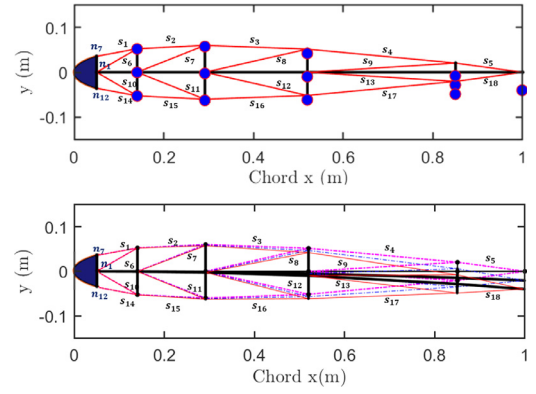 0.1
0
-0.1
y (m)
n7
n1
n12
s1
s2
s3
s4
s5
s6
s7
s8
s9
s10
s11
s12
s13
s14
s15
s16
s17
s18
0
0.2
0.4
0.6
0.8
1
Chord x (m)
0.1
0
-0.1
y (m)
n7
n1
n12
s1
s2
s3
s4
s5
s6
s7
s8
s9
s10
s11
s12
s13
s14
s15
s16
s17
s18
0
0.2
0.4
0.6
0.8
1
Chord x(m)